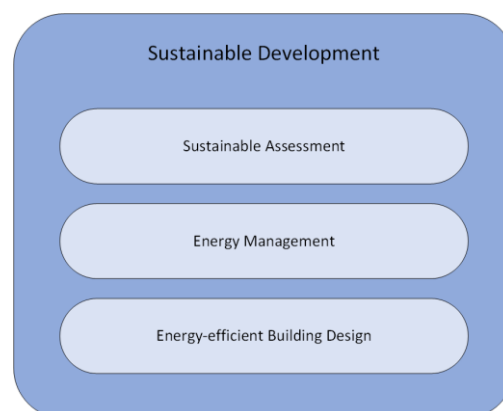 Sustainable Development
Sustainable Assessment
Energy Management
Energy-efficient Building Design